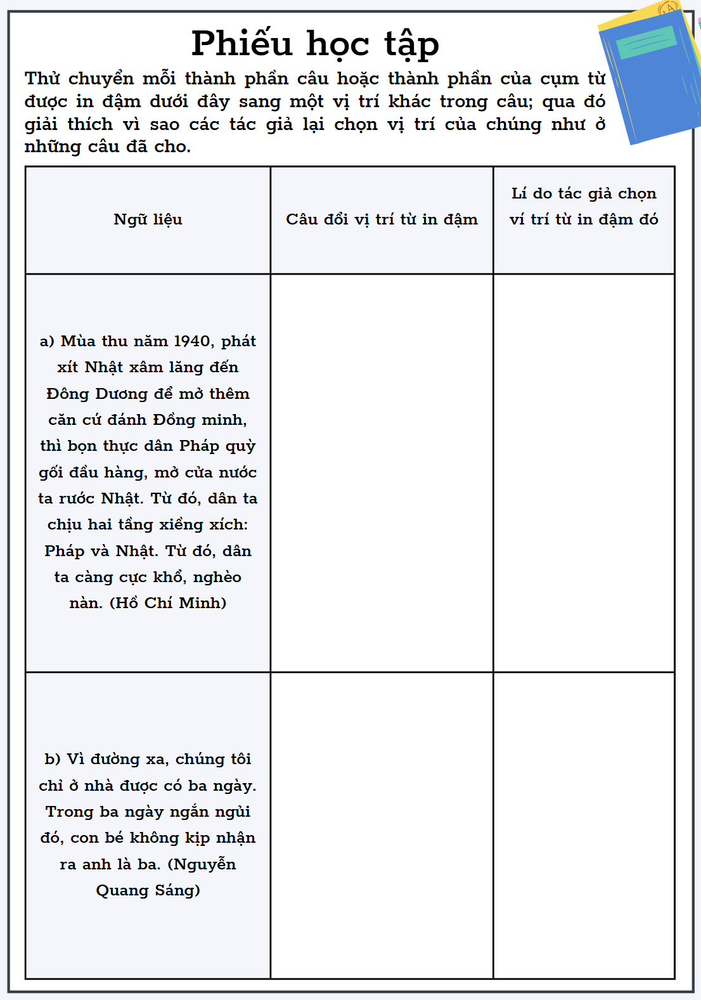 Phiếu học tập
Thử chuyển mỗi thành phần câu hoặc thành phần của cụm từ
được in đậm dưới đây sang một vị trí khác trong câu; qua đó
giải thích vì sao các tác giả lại chọn vị trí của chúng như ở
những câu đã cho.
Ngữ liệu
Câu đổi vị trí từ in đậm
Lí do tác giả chọn
ví trí từ in đậm đó
a) Mùa thu năm 1940, phát
xít Nhật xâm lăng đến
Đông Dương để mở thêm
căn cứ đánh Đồng minh,
thì bọn thực dân Pháp quỳ
gối đầu hàng, mở cửa nước
ta rước Nhật. Từ đó, dân ta
chịu hai tầng xiềng xích:
Pháp và Nhật. Từ đó, dân
ta càng cực khổ, nghèo
nàn. (Hồ Chí Minh)
b) Vì đường xa, chúng tôi
chỉ ở nhà được có ba ngày.
Trong ba ngày ngắn ngủi
đó, con bé không kịp nhận
ra anh là ba. (Nguyễn
Quang Sáng)
A+